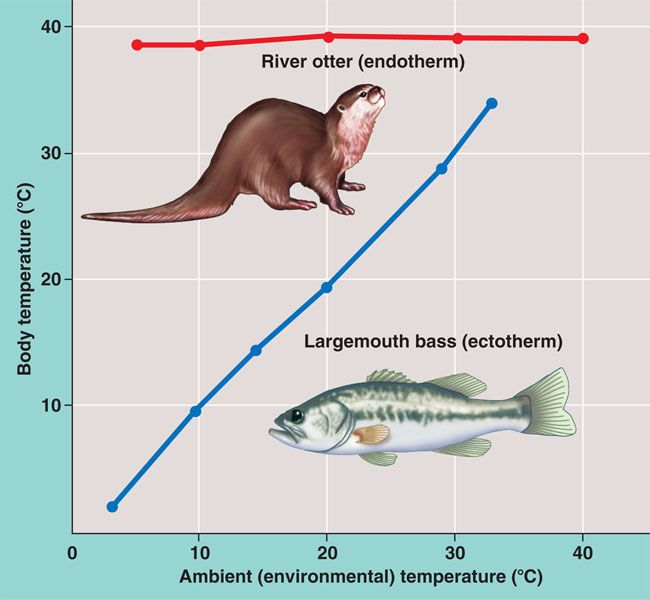 40
River otter (endotherm)
30
Body temperature (°C)
20
Largemouth bass (ectotherm)
10
0 10 20 30 40
Ambient (environmental) temperature (°C)